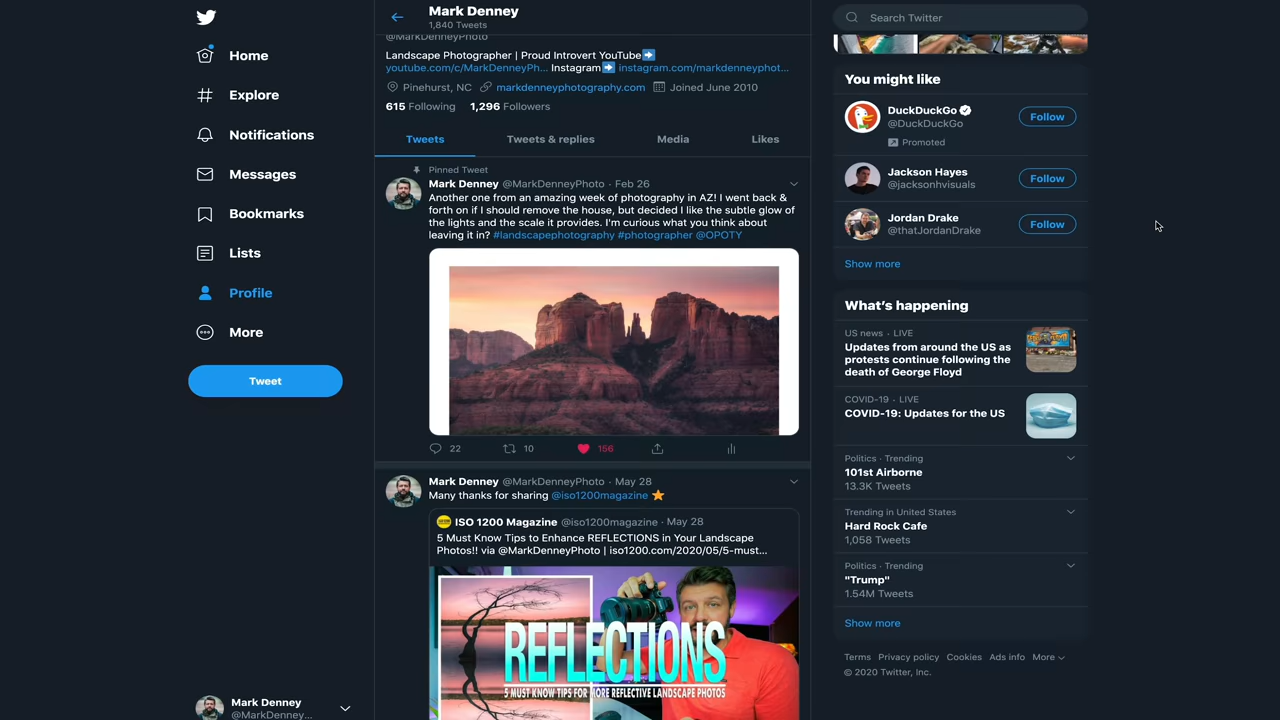 Home
Explore
Notifications
Messages
Bookmarks
Lists
Profile
More
Tweet
Mark Denney
@MarkDenney...
Mark Denney
1,840 Tweets
@MarkDenneyPhoto
Landscape Photographer | Proud Introvert YouTube➡
youtube.com/c/MarkDenneyPh... Instagram➡ instagram.com/markdenneyphot...
Pinehurst, NC markdenneyphotography.com Joined June 2010
615 Following 1,296 Followers
Tweets Tweets & replies Media Likes
Pinned Tweet
Mark Denney @MarkDenneyPhoto · Feb 26
Another one from an amazing week of photography in AZ! I went back &
forth on if I should remove the house, but decided I like the subtle glow of
the lights and the scale it provides. I'm curious what you think about
leaving it in? #landscapephotography #photographer @OPOTY
22 10 156
Mark Denney @MarkDenneyPhoto · May 28
Many thanks for sharing @iso1200magazine ⭐
ISO 1200 Magazine @iso1200magazine · May 28
5 Must Know Tips to Enhance REFLECTIONS in Your Landscape
Photos!! via @MarkDenneyPhoto | iso1200.com/2020/05/5-must...
REFLECTIONS
5 MUST KNOW TIPS FOR MORE REFLECTIVE LANDSCAPE PHOTOS
Search Twitter
You might like
DuckDuckGo
@DuckDuckGo
Promoted
Follow
Jackson Hayes
@jacksonhvisuals
Follow
Jordan Drake
@thatJordanDrake
Follow
Show more
What's happening
US news · LIVE
Updates from around the US as
protests continue following the
death of George Floyd
COVID-19 · LIVE
COVID-19: Updates for the US
Politics · Trending
101st Airborne
13.3K Tweets
Trending in United States
Hard Rock Cafe
1,058 Tweets
Politics · Trending
"Trump"
1.54M Tweets
Show more
Terms Privacy policy Cookies Ads info More
© 2020 Twitter, Inc.